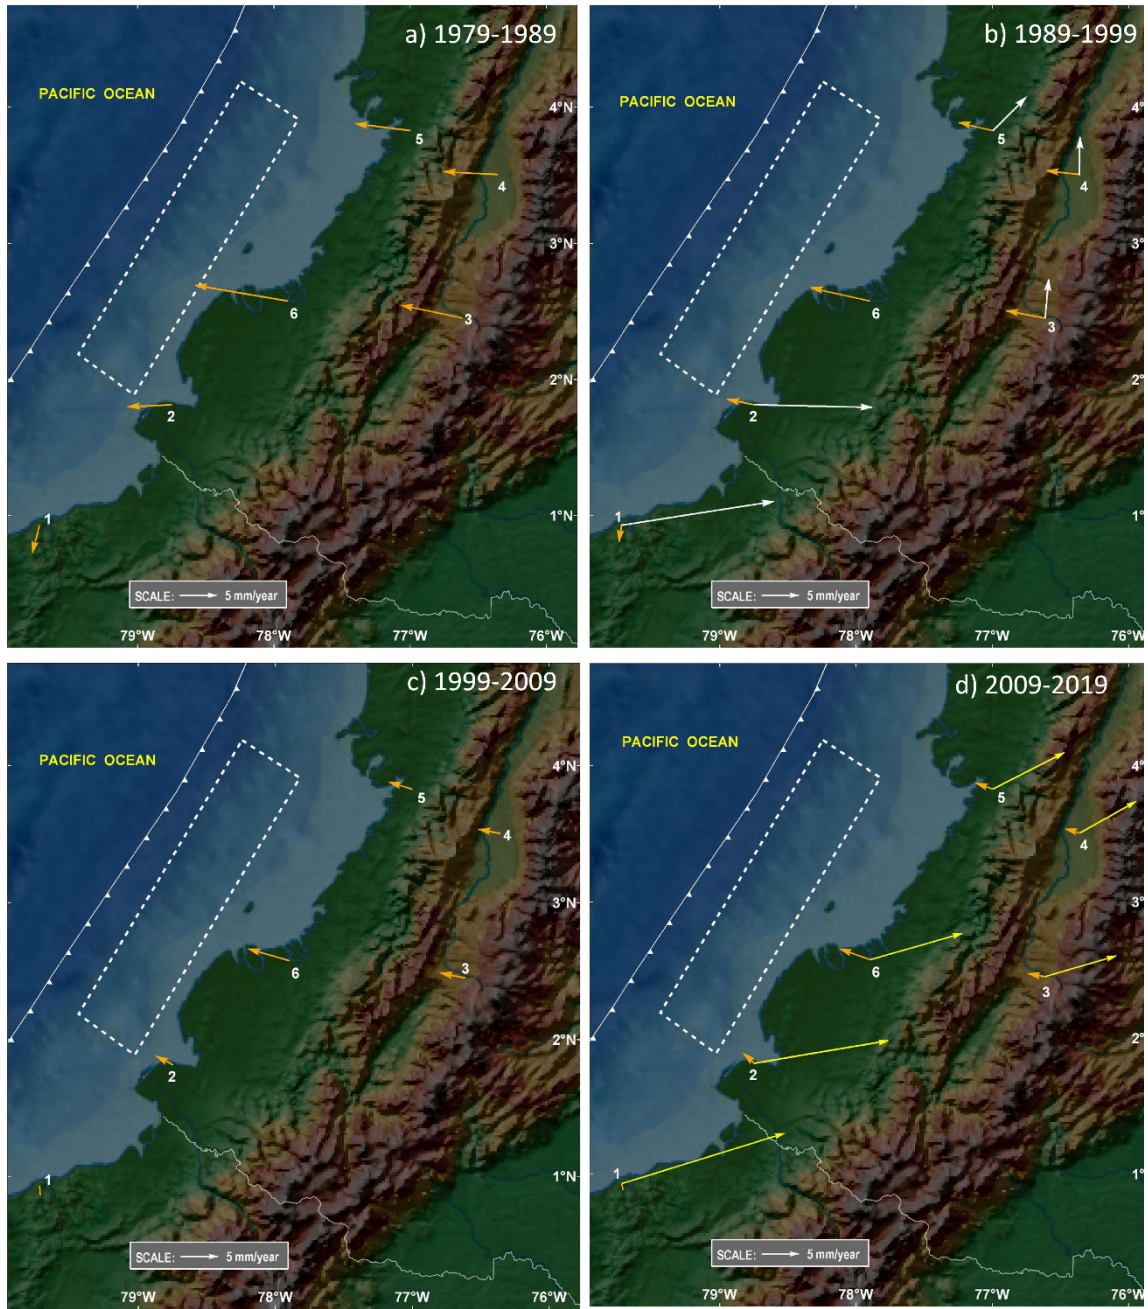 a) 1979-1989
PACIFIC OCEAN
4°N
5
4
3°N
6
3
2°N
2
1
1°N
SCALE: 5 mm/year
79°W
78°W
77°W
76°W
b) 1989-1999
PACIFIC OCEAN
4°N
5
4
3°N
6
3
2°N
2
1
1°N
SCALE: 5 mm/year
79°W
78°W
77°W
76°W
c) 1999-2009
PACIFIC OCEAN
4°N
5
4
3°N
6
3
2°N
2
1
1°N
SCALE: 5 mm/year
79°W
78°W
77°W
76°W
d) 2009-2019
PACIFIC OCEAN
4°N
5
4
3°N
6
3
2°
2
1
1°N
SCALE: 5 mm/year
79°W
78°W
77°W
76°W